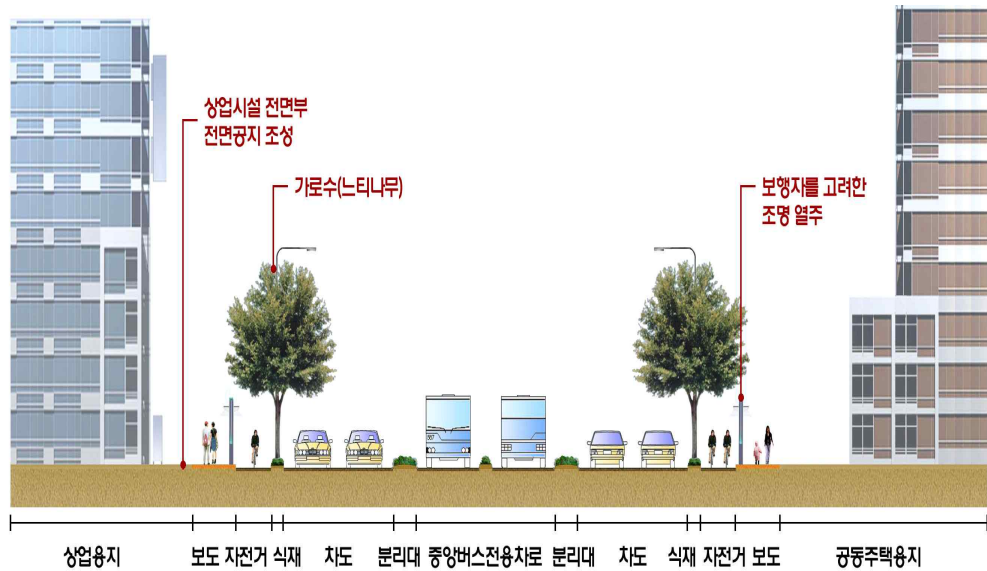 상업시설 전면부
전면공지 조성
가로수(느티나무)
보행자를 고려한
조명 열주
상업용지 보도 자전거 식재 차도 분리대 중앙버스전용차로 분리대 차도 식재 자전거 보도 공동주택용지